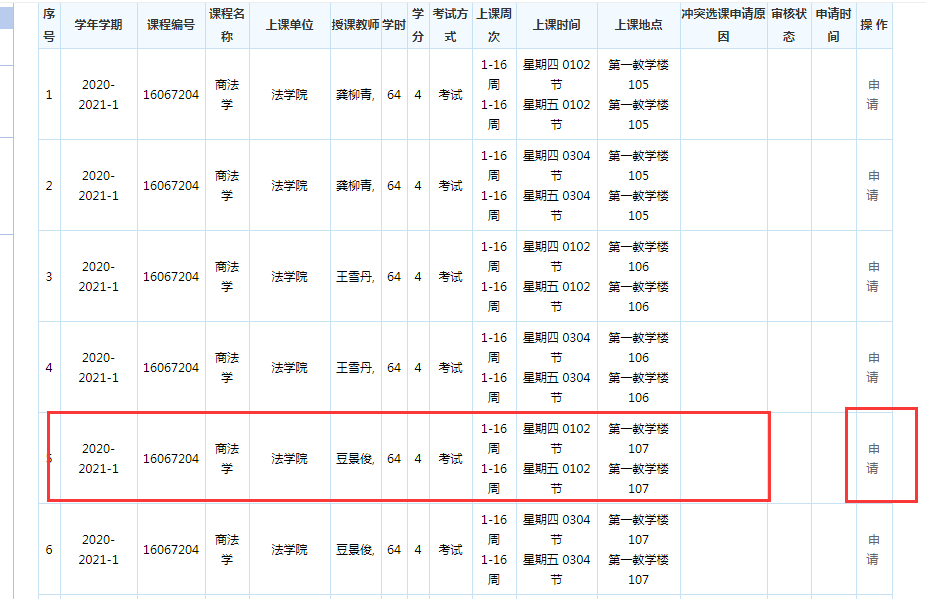 序号 学年学期 课程编号 课程名称 上课单位 授课教师 学时 学分 考试方式 上课周次 上课时间 上课地点 冲突选课申请原因 审核状态 申请时间 操 作
1 2020-2021-1 16067204 商法学 法学院 龚柳青, 64 4 考试 1-16周 1-16周 星期四 0102节 星期五 0102节 第一教学楼105 第一教学楼105 申请
2 2020-2021-1 16067204 商法学 法学院 龚柳青, 64 4 考试 1-16周 1-16周 星期四 0304节 星期五 0304节 第一教学楼105 第一教学楼105 申请
3 2020-2021-1 16067204 商法学 法学院 王雪丹, 64 4 考试 1-16周 1-16周 星期四 0102节 星期五 0102节 第一教学楼106 第一教学楼106 申请
4 2020-2021-1 16067204 商法学 法学院 王雪丹, 64 4 考试 1-16周 1-16周 星期四 0304节 星期五 0304节 第一教学楼106 第一教学楼106 申请
5 2020-2021-1 16067204 商法学 法学院 豆景俊, 64 4 考试 1-16周 1-16周 星期四 0102节 星期五 0102节 第一教学楼107 第一教学楼107 申请
6 2020-2021-1 16067204 商法学 法学院 豆景俊, 64 4 考试 1-16周 1-16周 星期四 0304节 星期五 0304节 第一教学楼107 第一教学楼107 申请